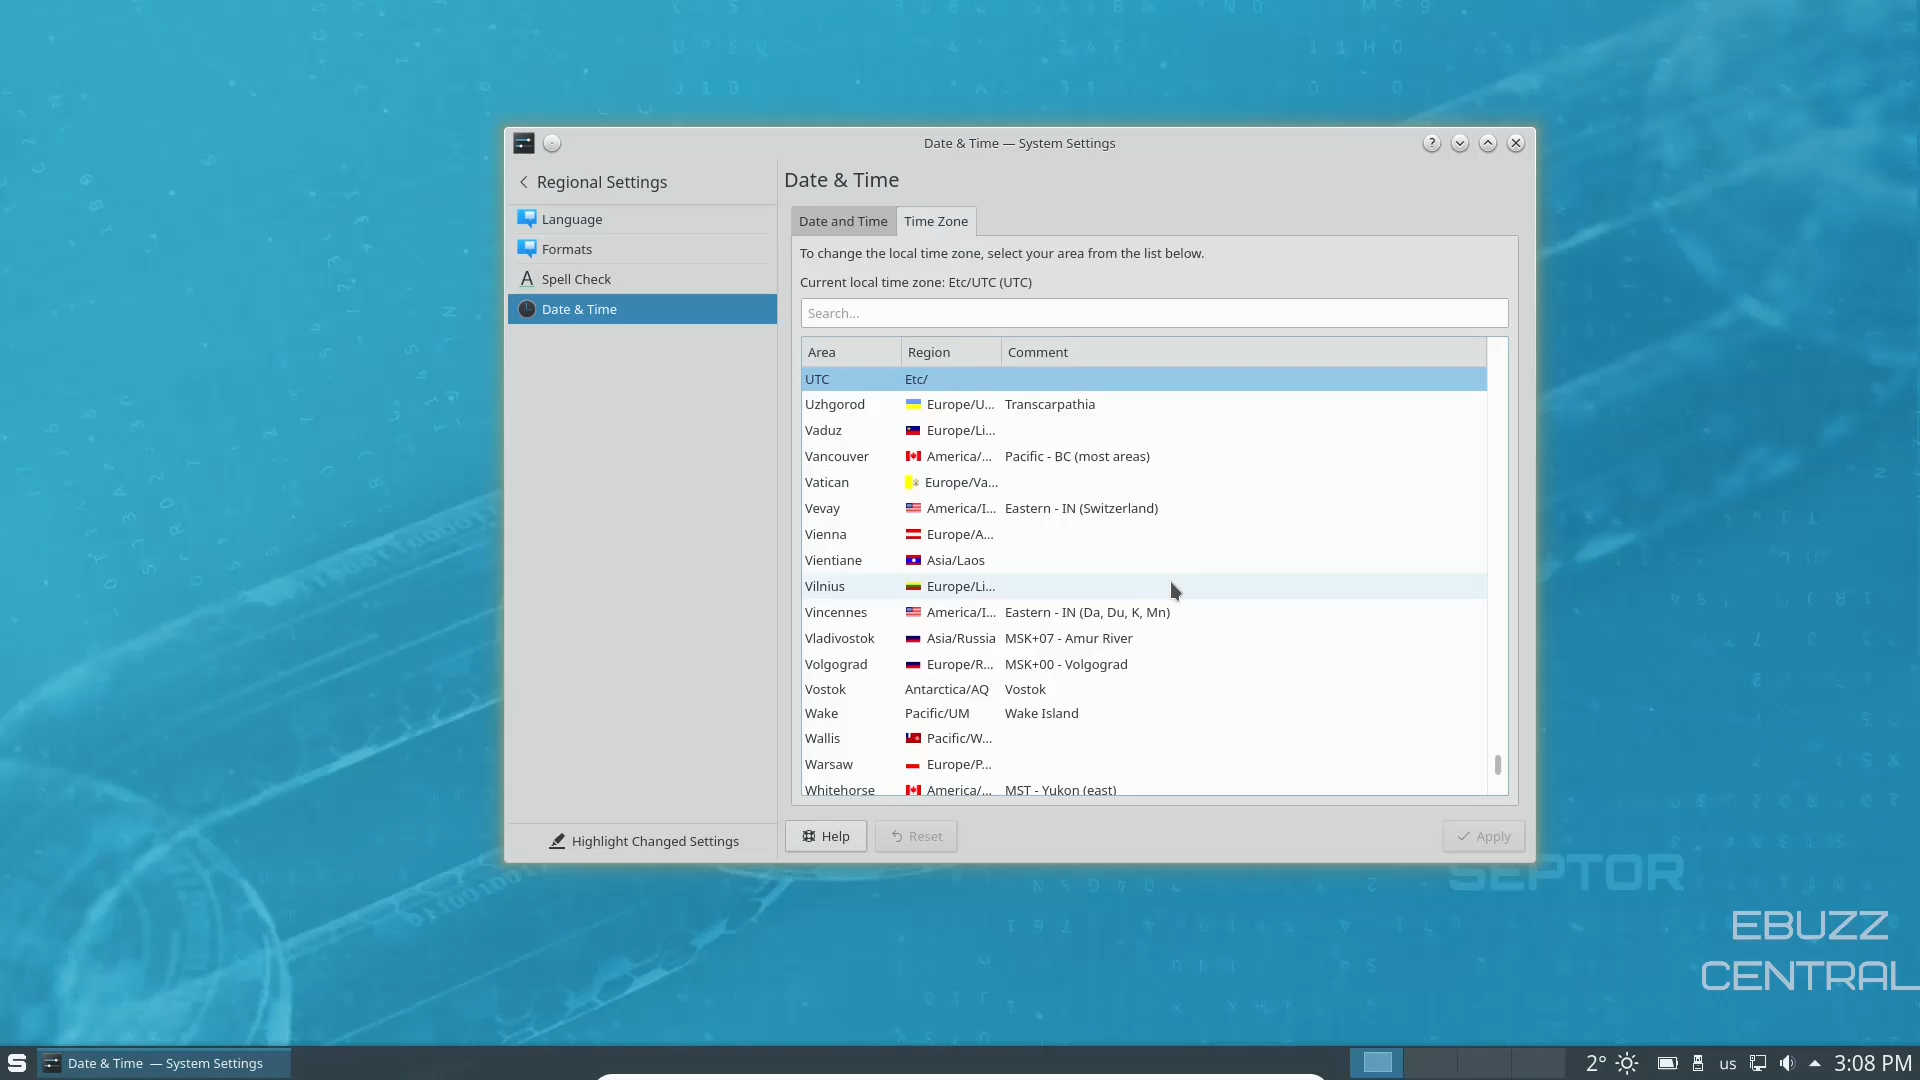 Date & Time — System Settings
?
Regional Settings
Language
Formats
Spell Check
Date & Time
Highlight Changed Settings
Date & Time
Date and Time
Time Zone
To change the local time zone, select your area from the list below.
Current local time zone: Etc/UTC (UTC)
Search...
Area Region Comment
UTC Etc/
Uzhgorod Europe/U... Transcarpathia
Vaduz Europe/Li...
Vancouver America/... Pacific - BC (most areas)
Vatican Europe/Va...
Vevay America/I... Eastern - IN (Switzerland)
Vienna Europe/A...
Vientiane Asia/Laos
Vilnius Europe/Li...
Vincennes America/I... Eastern - IN (Da, Du, K, Mn)
Vladivostok Asia/Russia MSK+07 - Amur River
Volgograd Europe/R... MSK+00 - Volgograd
Vostok Antarctica/AQ Vostok
Wake Pacific/UM Wake Island
Wallis Pacific/W...
Warsaw Europe/P...
Whitehorse America/... MST - Yukon (east)
Help
Reset
Apply
SEPTOR
EBUZZ
CENTRAL
Date & Time — System Settings
2°
us
3:08 PM